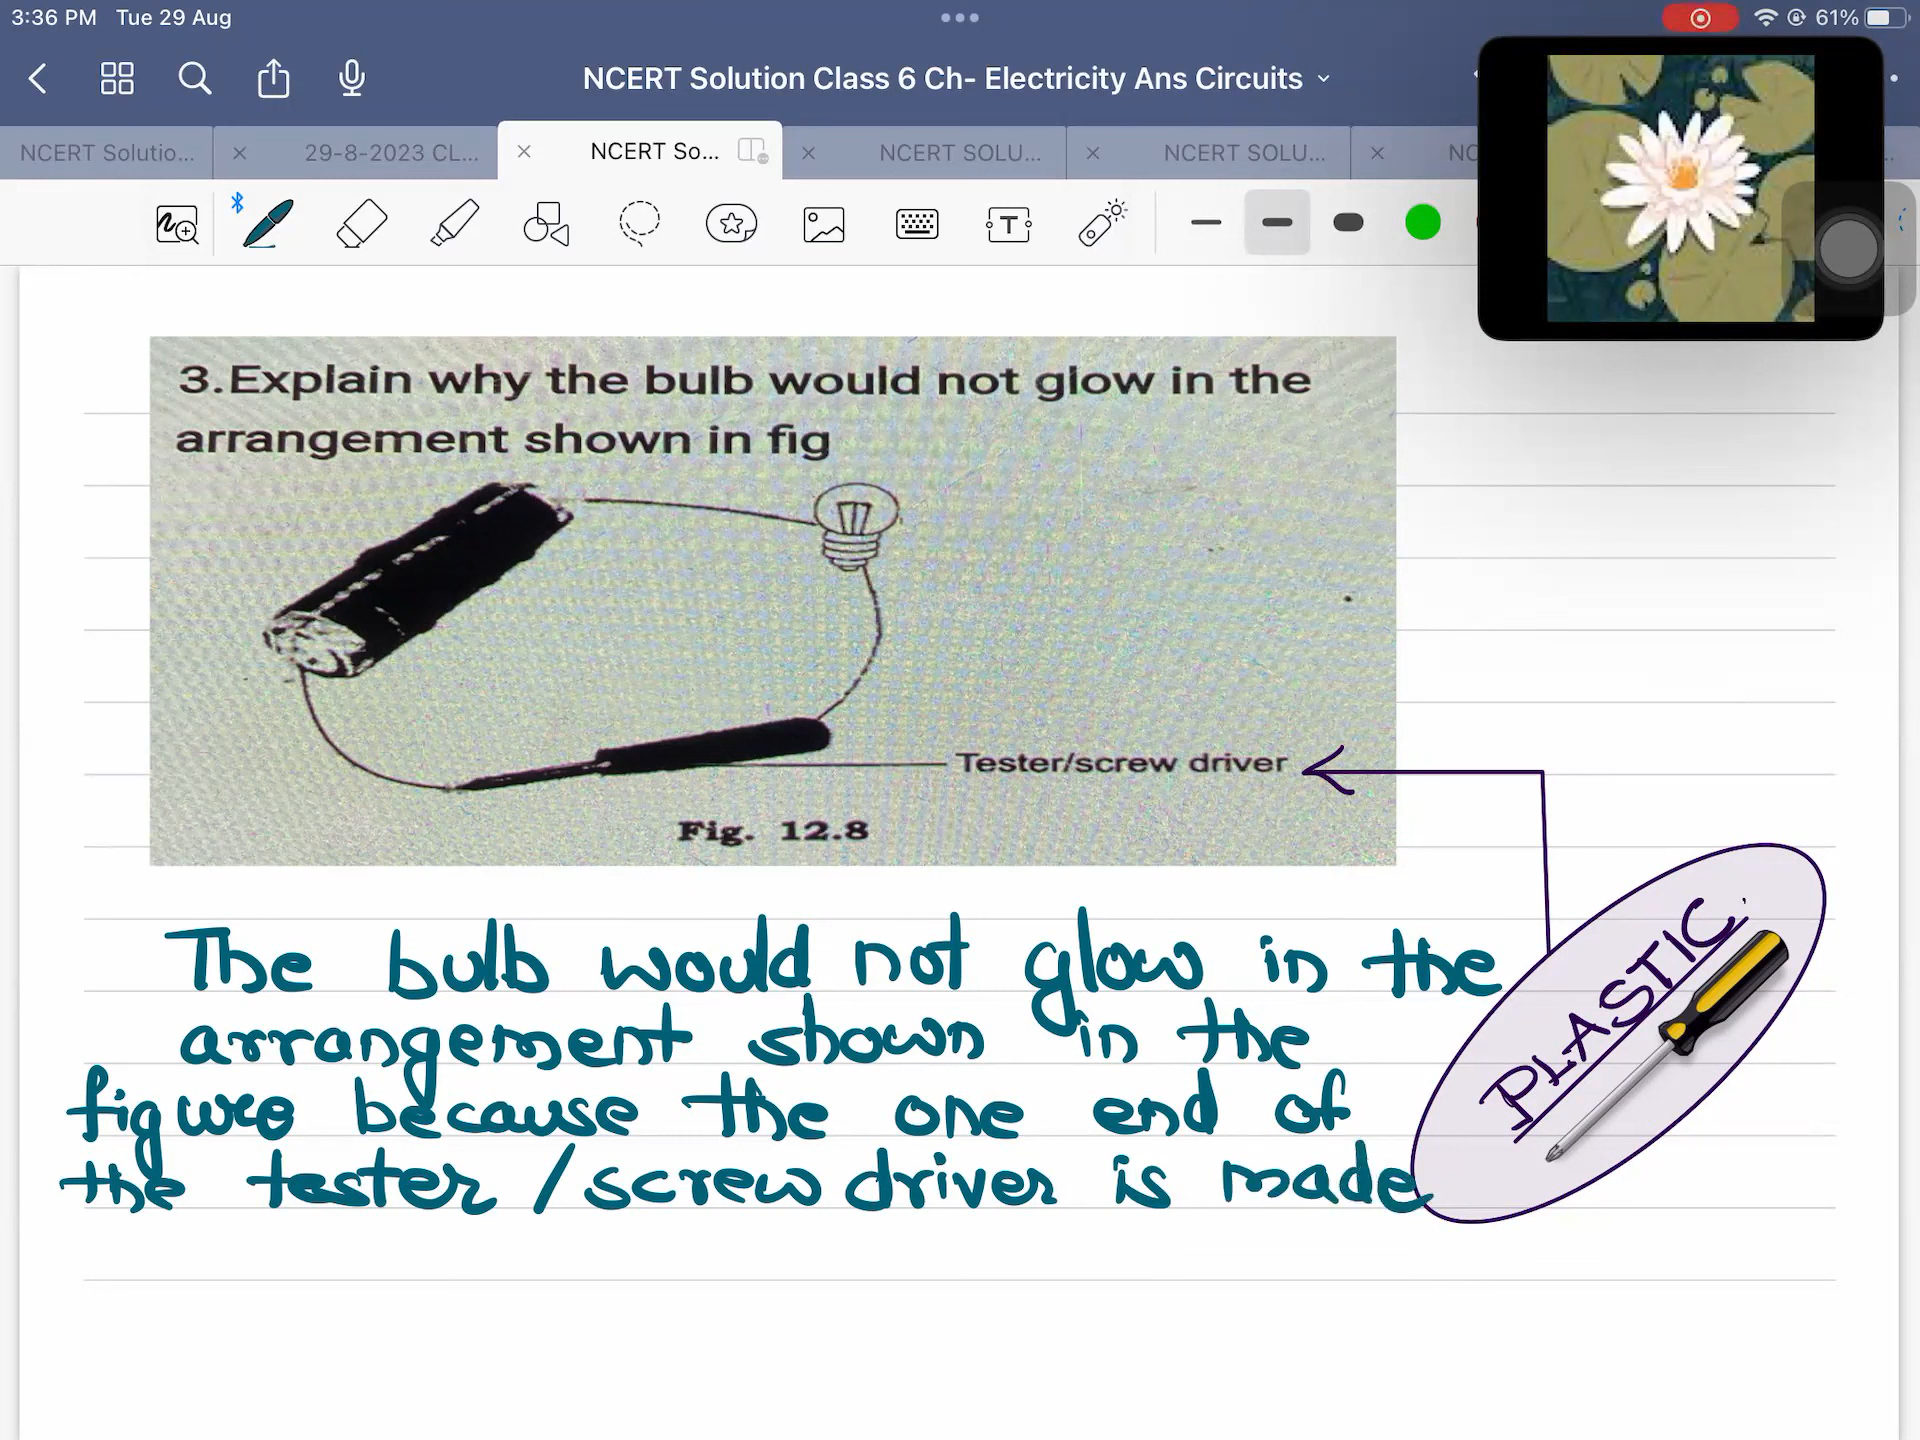 3:36 PM Tue 29 Aug
61%
NCERT Solution Class 6 Ch- Electricity Ans Circuits
NCERT Solutio...
29-8-2023 CL...
NCERT So...
NCERT SOLU...
NCERT SOLU...
NC
T
3.Explain why the bulb would not glow in the
arrangement shown in fig
Tester/screw driver
Fig. 12.8
PLASTIC
The bulb would not glow in the
arrangement shown in the
figure because the one end of
the tester/screw driver is made